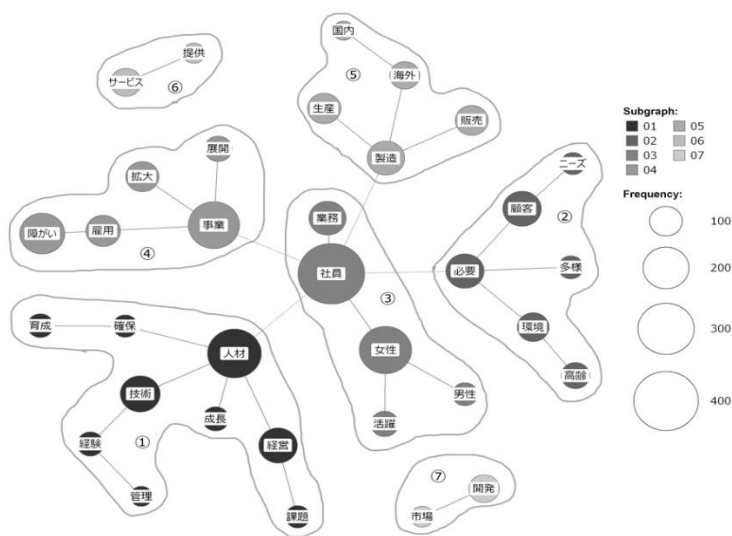 提供
サービス
⑥
国内
⑤
海外
生産
販売
製造
展開
拡大
障がい
雇用
事業
④
業務
社員
③
女性
男性
活躍
ニーズ
顧客
②
必要
多様
環境
高齢
育成
確保
人材
技術
成長
経験
①
経営
管理
課題
⑦
開発
市場
Subgraph:
01 05
02 06
03 07
04
Frequency:
100
200
300
400